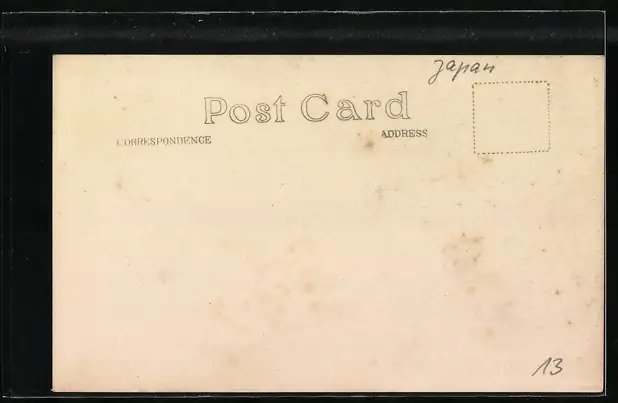 Japan
Post Card
CORRESPONDENCE
ADDRESS
13